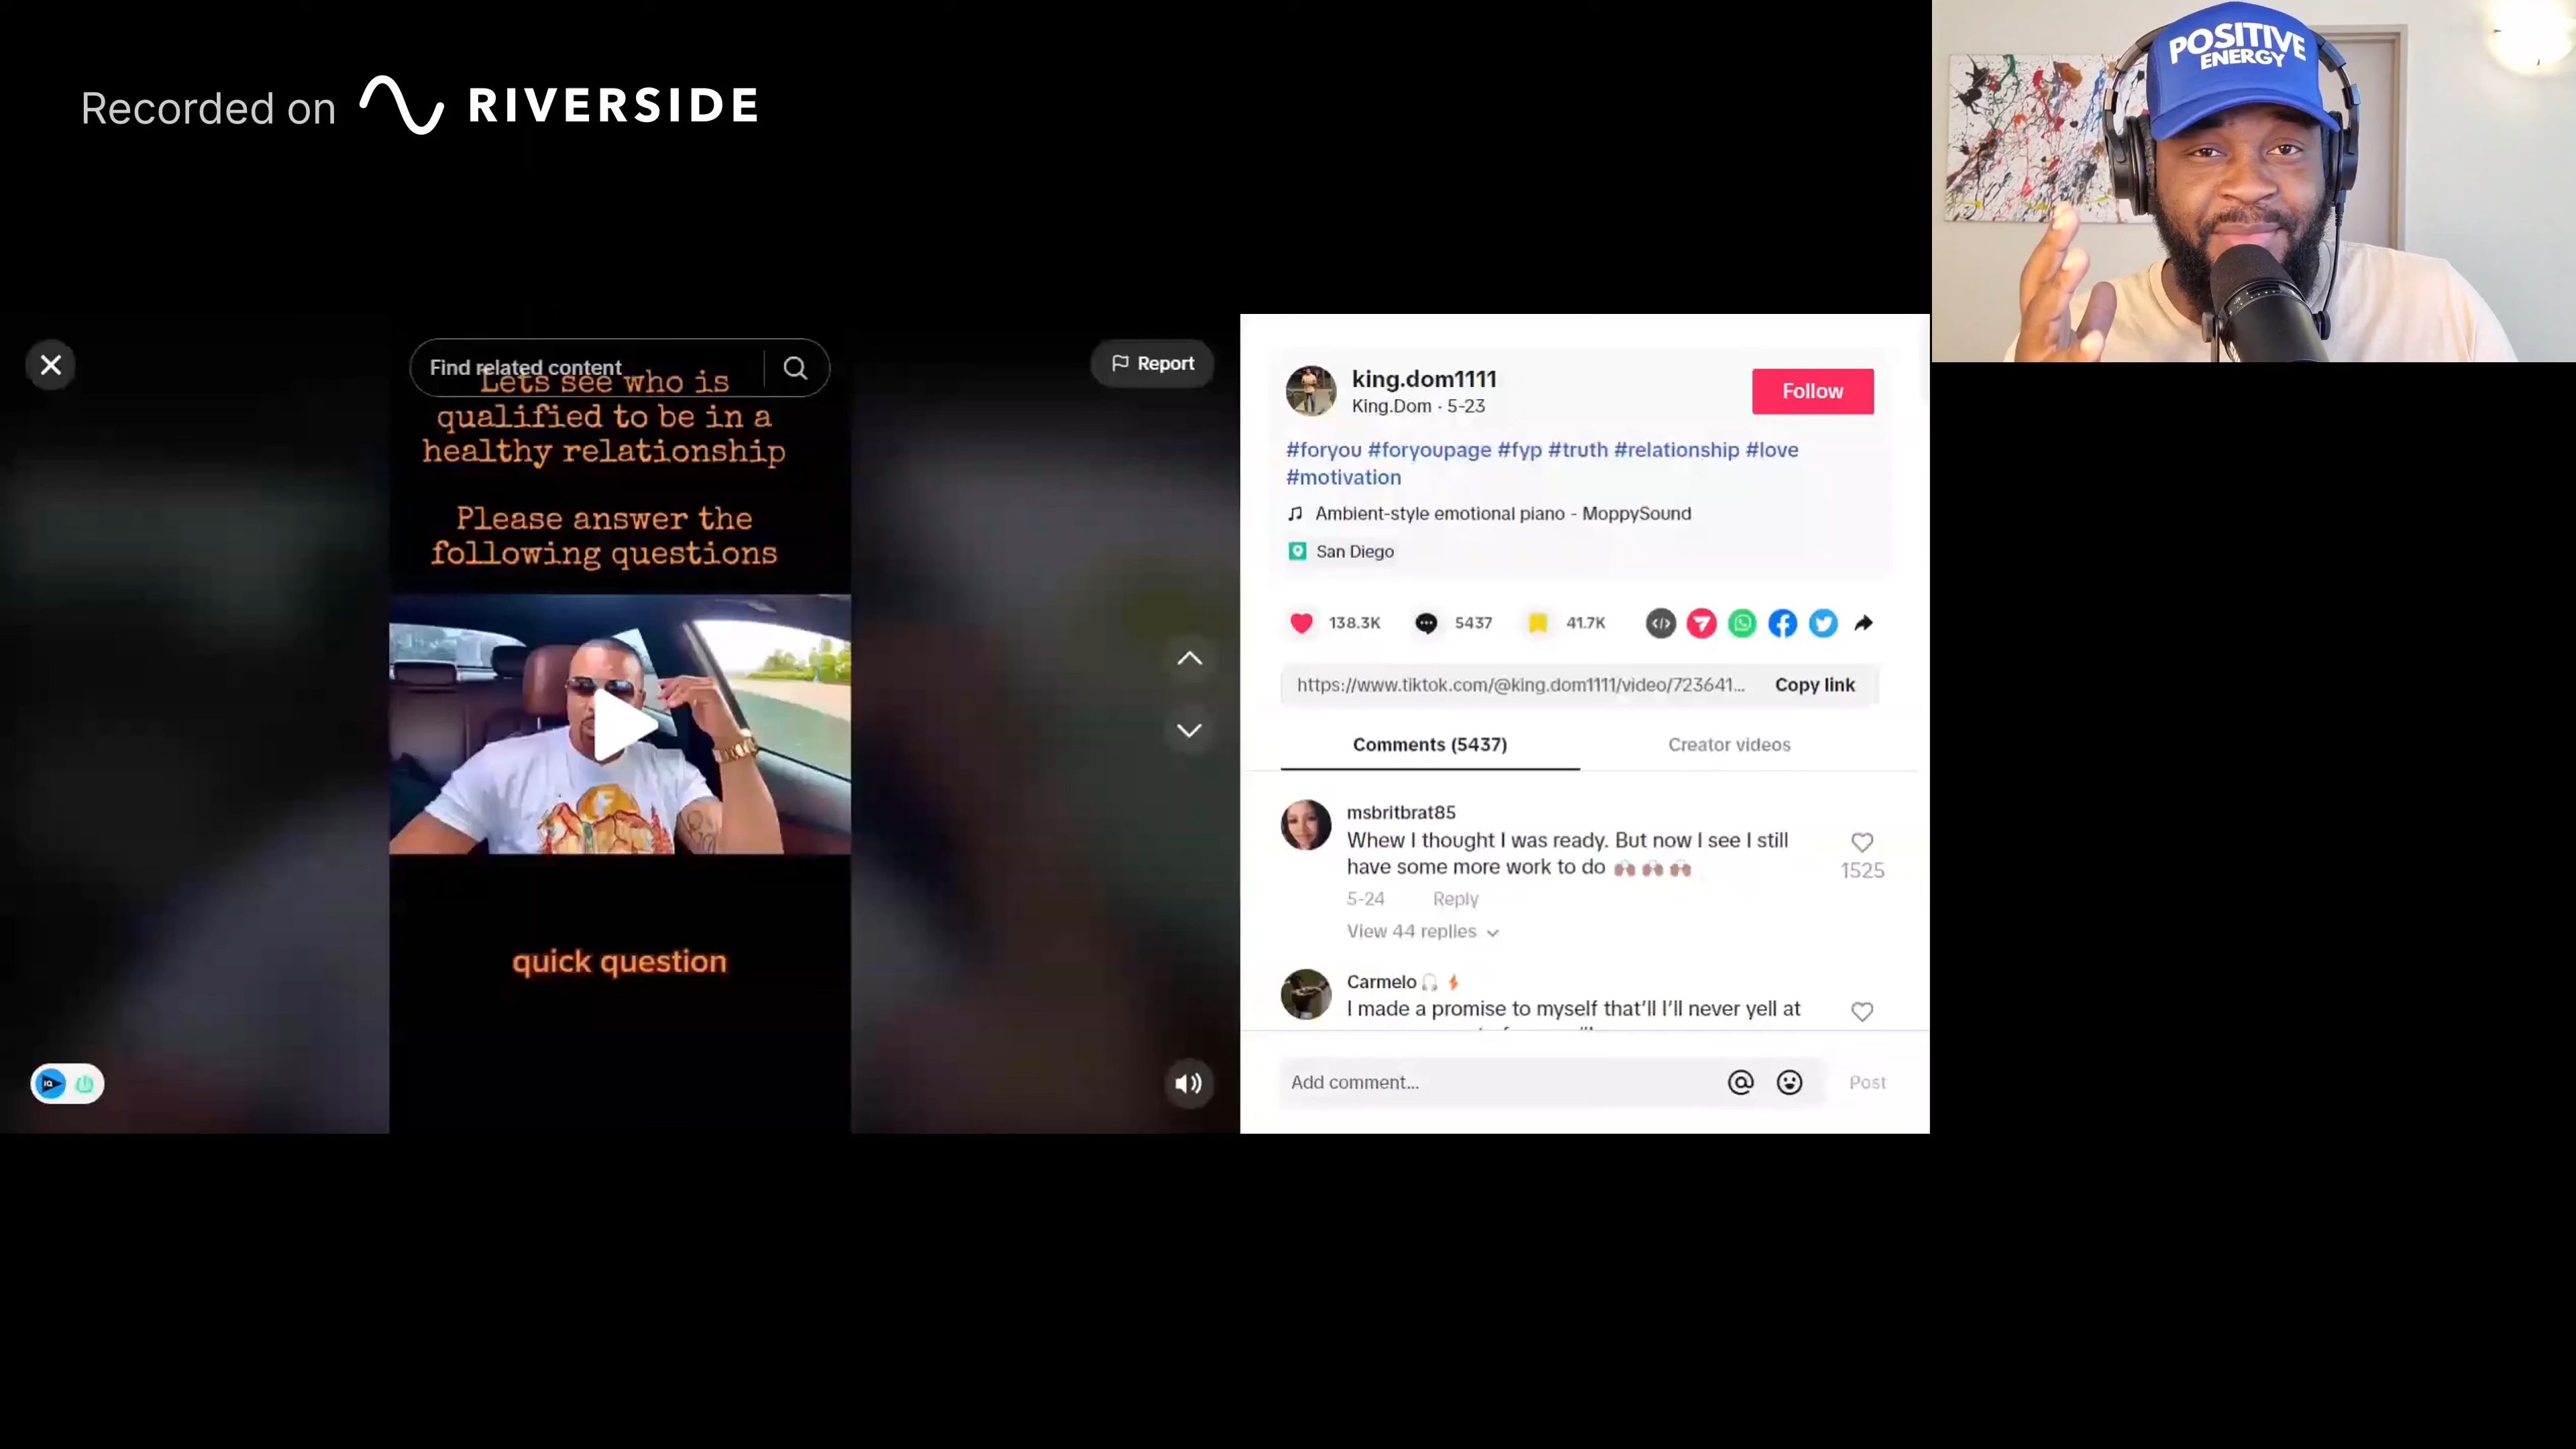 Recorded on RIVERSIDE
POSITIVE
ENERGY
Find related content
Report
Lets see who is
qualified to be in a
healthy relationship
Please answer the
following questions
F
quick question
IQ
king.dom1111
King.Dom · 5-23
Follow
#foryou #foryoupage #fyp #truth #relationship #love
#motivation
Ambient-style emotional piano - MoppySound
San Diego
138.3K
5437
41.7K
https://www.tiktok.com/@king.dom1111/video/723641...
Copy link
Comments (5437)
Creator videos
msbritbrat85
Whew I thought I was ready. But now I see I still
have some more work to do
1525
5-24 Reply
View 44 replies
Carmelo
I made a promise to myself that'll I'll never yell at
Add comment...
Post